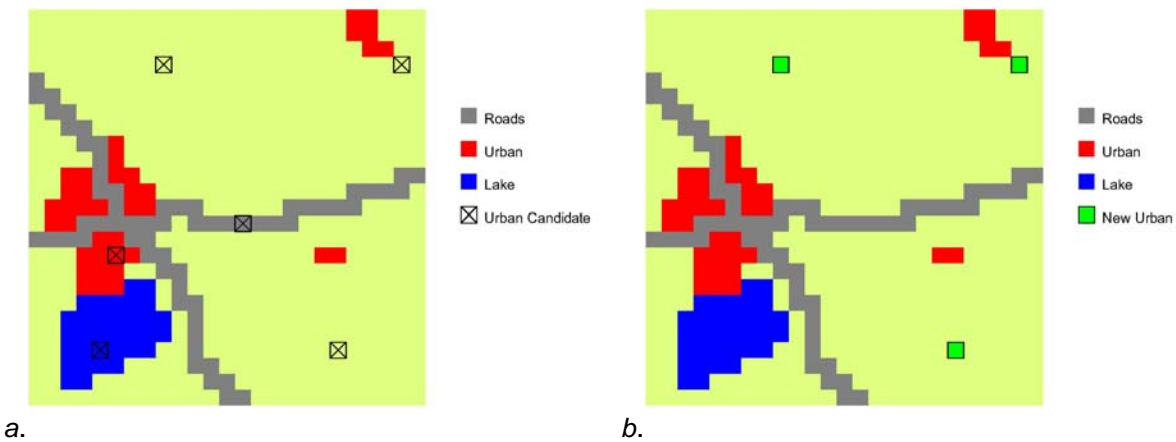 Roads
Urban
Lake
Urban Candidate
a.
Roads
Urban
Lake
New Urban
b.